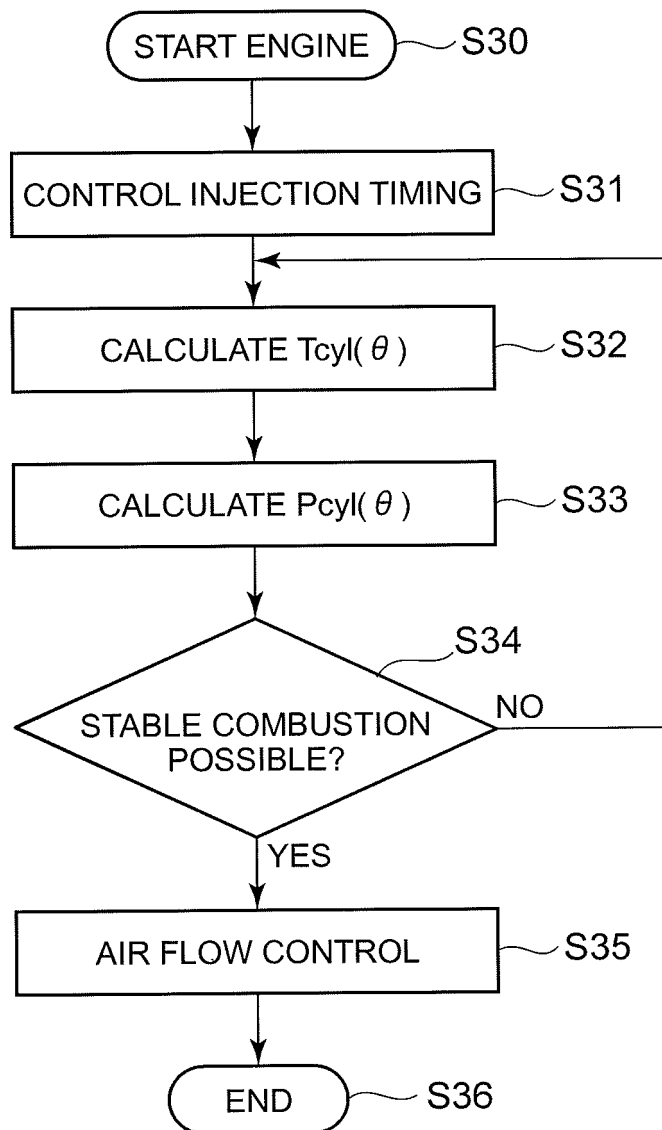 START ENGINE
S30
CONTROL INJECTION TIMING
S31
CALCULATE Tcyl(θ)
S32
CALCULATE Pcyl(θ)
S33
S34
STABLE COMBUSTION
POSSIBLE?
NO
YES
AIR FLOW CONTROL
S35
END
S36